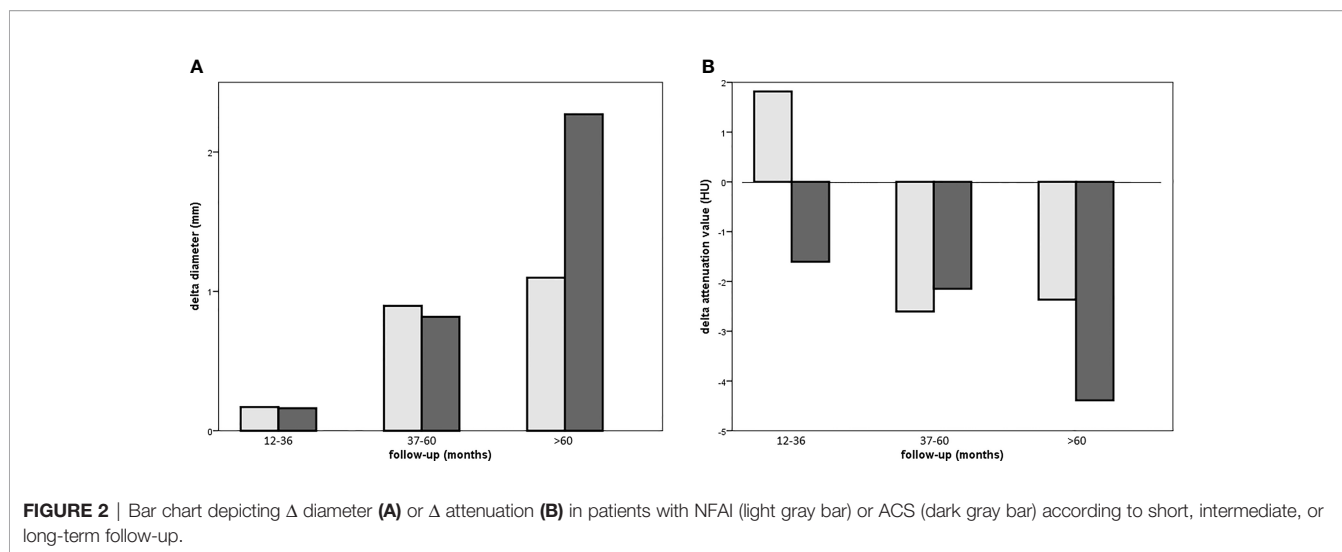 A
delta diameter (mm)
2
1
0
12-36
37-60
>60
follow-up (months)
B
delta attenuation value (HU)
2
1
0
-1
-2
-3
-4
-5
12-36
37-60
>60
follow-up (months)
FIGURE 2 | Bar chart depicting Δ diameter (A) or Δ attenuation (B) in patients with NFAI (light gray bar) or ACS (dark gray bar) according to short, intermediate, or
long-term follow-up.